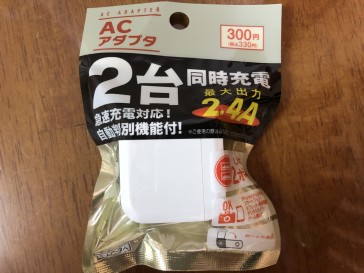 AC ADAPTER
AC
アダプタ
300円
(税込330円)
2台
同時充電
最大出力
2.4A
急速充電対応!
自動判別機能付!
OK